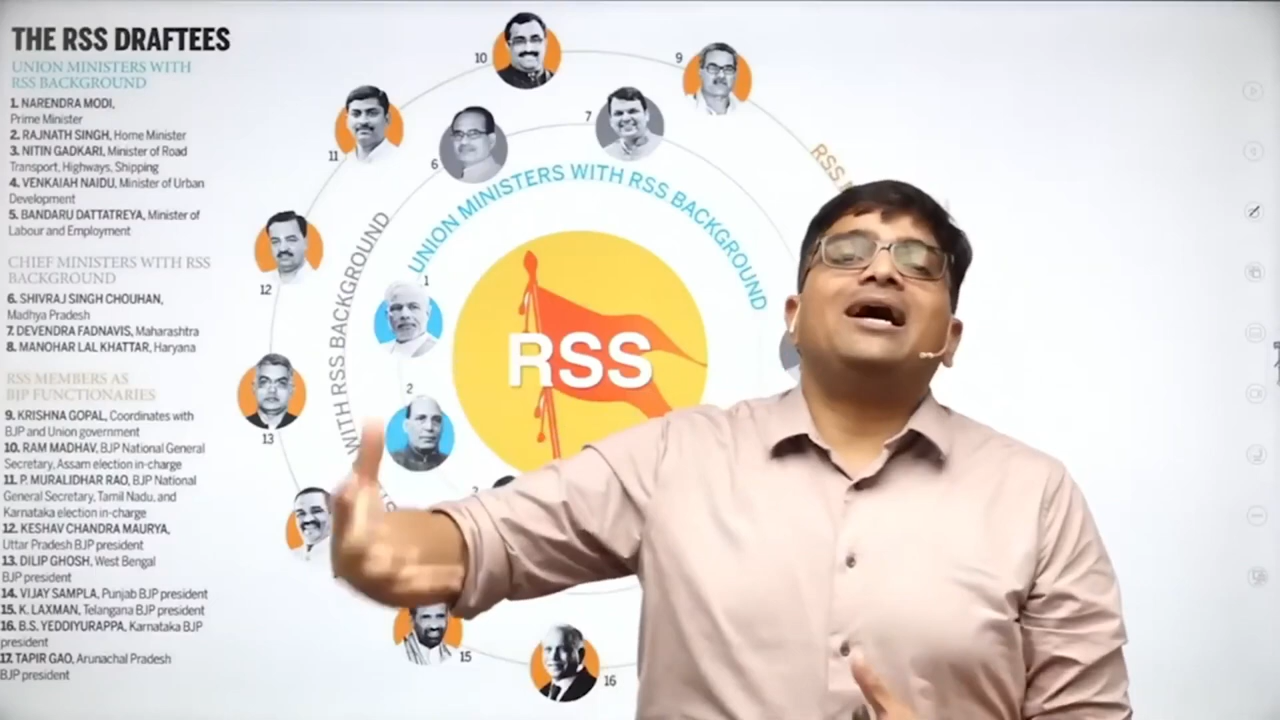 THE RSS DRAFTEES
UNION MINISTERS WITH
RSS BACKGROUND
1. NARENDRA MODI,
Prime Minister
2. RAJNATH SINGH, Home Minister
3. NITIN GADKARI, Minister of Road
Transport, Highways, Shipping
4. VENKAIAH NAIDU, Minister of Urban
Development
5. BANDARU DATTATREYA, Minister of
Labour and Employment
CHIEF MINISTERS WITH RSS
BACKGROUND
6. SHIVRAJ SINGH CHOUHAN,
Madhya Pradesh
7. DEVENDRA FADNAVIS, Maharashtra
8. MANOHAR LAL KHATTAR, Haryana
RSS MEMBERS AS
BJP FUNCTIONARIES
9. KRISHNA GOPAL, Coordinates with
BJP and Union government
10. RAM MADHAV, BJP National General
Secretary, Assam election in-charge
11. P. MURALIDHAR RAO, BJP National
General Secretary, Tamil Nadu, and
Karnataka election in-charge
12. KESHAV CHANDRA MAURYA,
Uttar Pradesh BJP president
13. DILIP GHOSH, West Bengal
BJP president
14. VIJAY SAMPLA, Punjab BJP president
15. K. LAXMAN, Telangana BJP president
16. B.S. YEDDIYURAPPA, Karnataka BJP
president
17. TAPIR GAO, Arunachal Pradesh
BJP president
10
9
11
7
6
RSS
12
WITH RSS BACKGROUND
UNION MINISTERS WITH RSS BACKGROUND
1
RSS
2
13
15
16